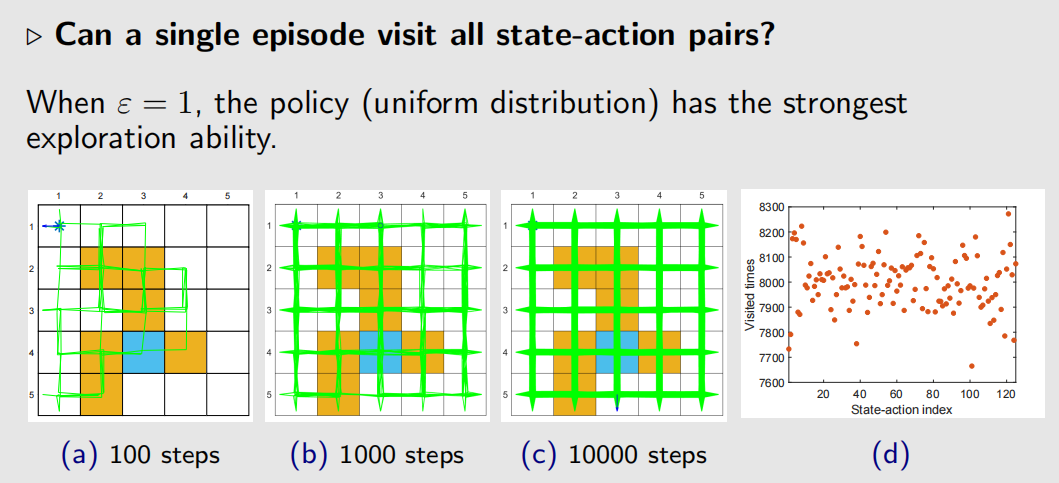 ▷ Can a single episode visit all state-action pairs?
When ε = 1, the policy (uniform distribution) has the strongest
exploration ability.
1 2 3 4 5
1
2
3
4
5
1 2 3 4 5
1
2
3
4
5
1 2 3 4 5
1
2
3
4
5
8300
8200
8100
8000
7900
7800
7700
7600
Visited times
20 40 60 80 100 120
State-action index
(a) 100 steps
(b) 1000 steps
(c) 10000 steps
(d)